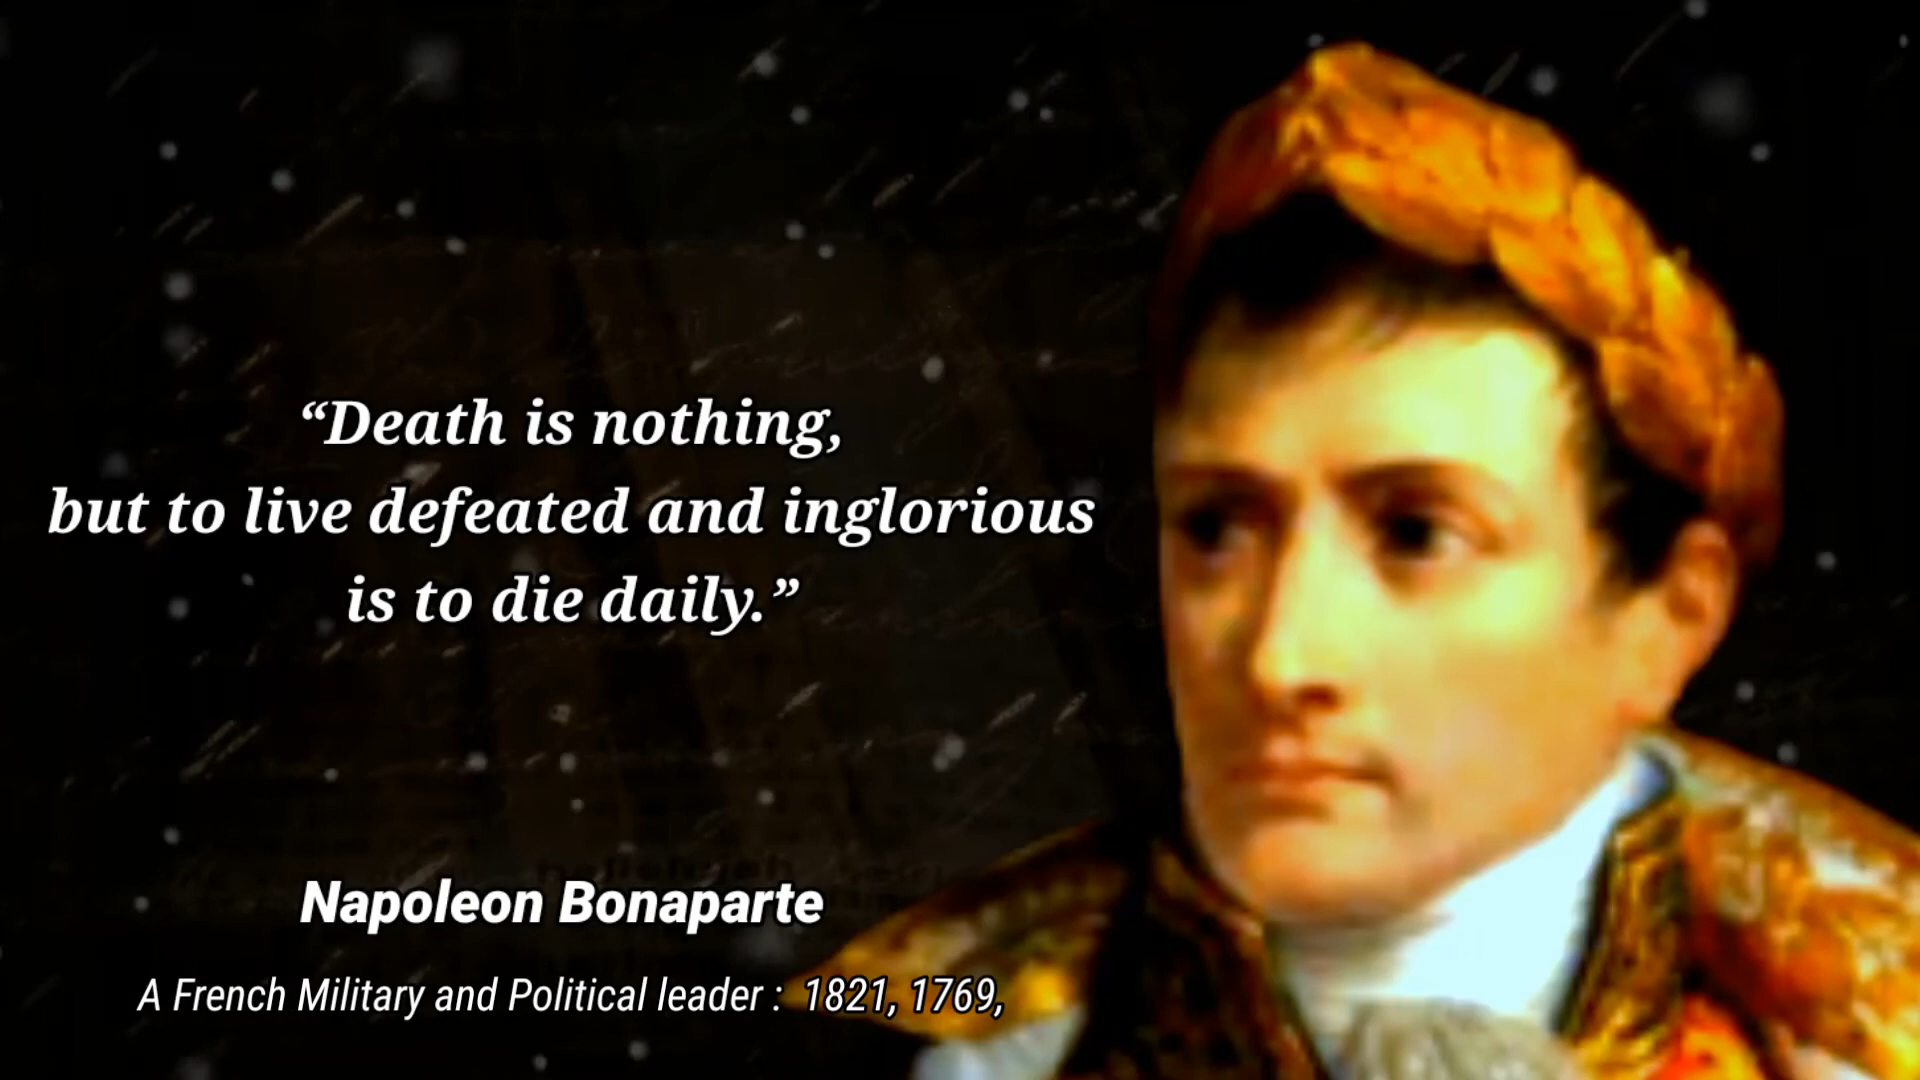 “Death is nothing,
but to live defeated and inglorious
is to die daily.”
Napoleon Bonaparte
A French Military and Political leader : 1821, 1769,